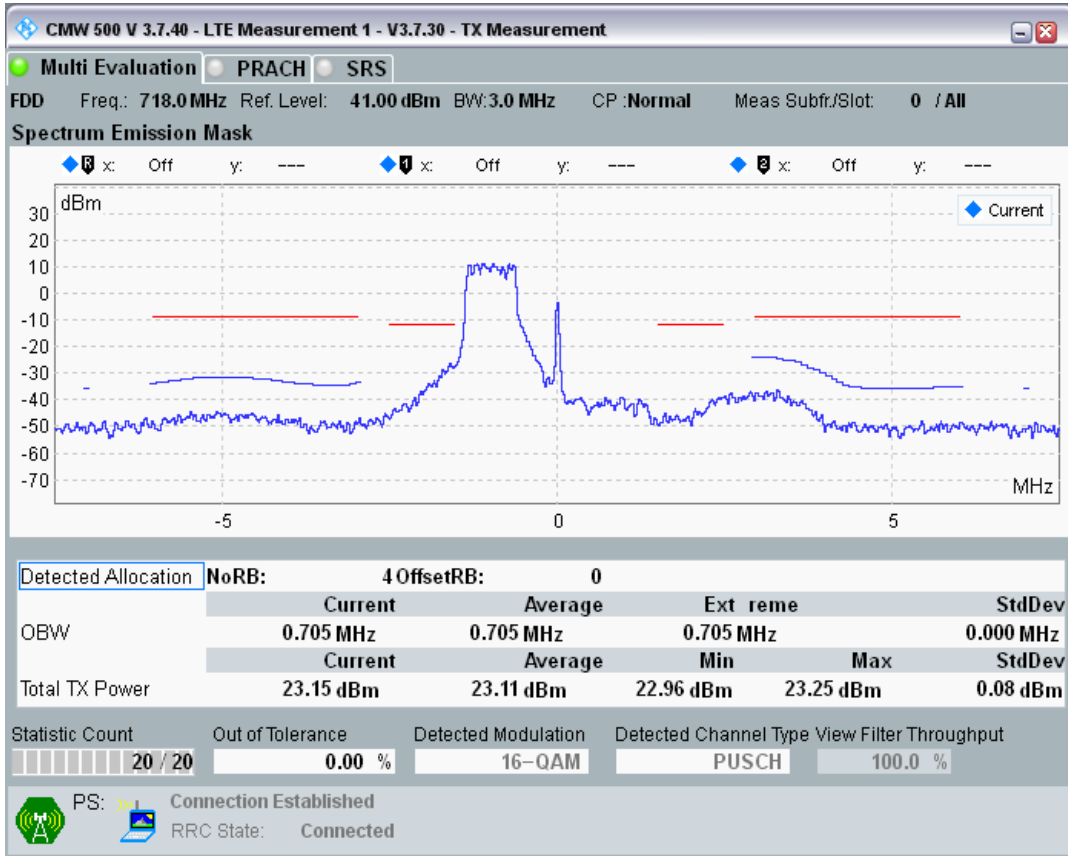 CMW 500 V 3.7.40 - LTE Measurement 1 - V3.7.30 - TX Measurement
Multi Evaluation PRACH SRS
FDD Freq.: 718.0 MHz Ref. Level: 41.00 dBm BW: 3.0 MHz CP :Normal Meas Subfr./Slot: 0 / All
Spectrum Emission Mask
R x: Off y: --- 1 x: Off y: --- 2 x: Off y: ---
dBm
Current
30
20
10
0
-10
-20
-30
-40
-50
-60
-70
MHz
-5 0 5
Detected Allocation NoRB: 4 OffsetRB: 0
Current Average Ext reme StdDev
OBW 0.705 MHz 0.705 MHz 0.705 MHz 0.000 MHz
Current Average Min Max StdDev
Total TX Power 23.15 dBm 23.11 dBm 22.96 dBm 23.25 dBm 0.08 dBm
Statistic Count Out of Tolerance Detected Modulation Detected Channel Type View Filter Throughput
20 / 20 0.00 % 16-QAM PUSCH 100.0 %
PS: Connection Established
RRC State: Connected